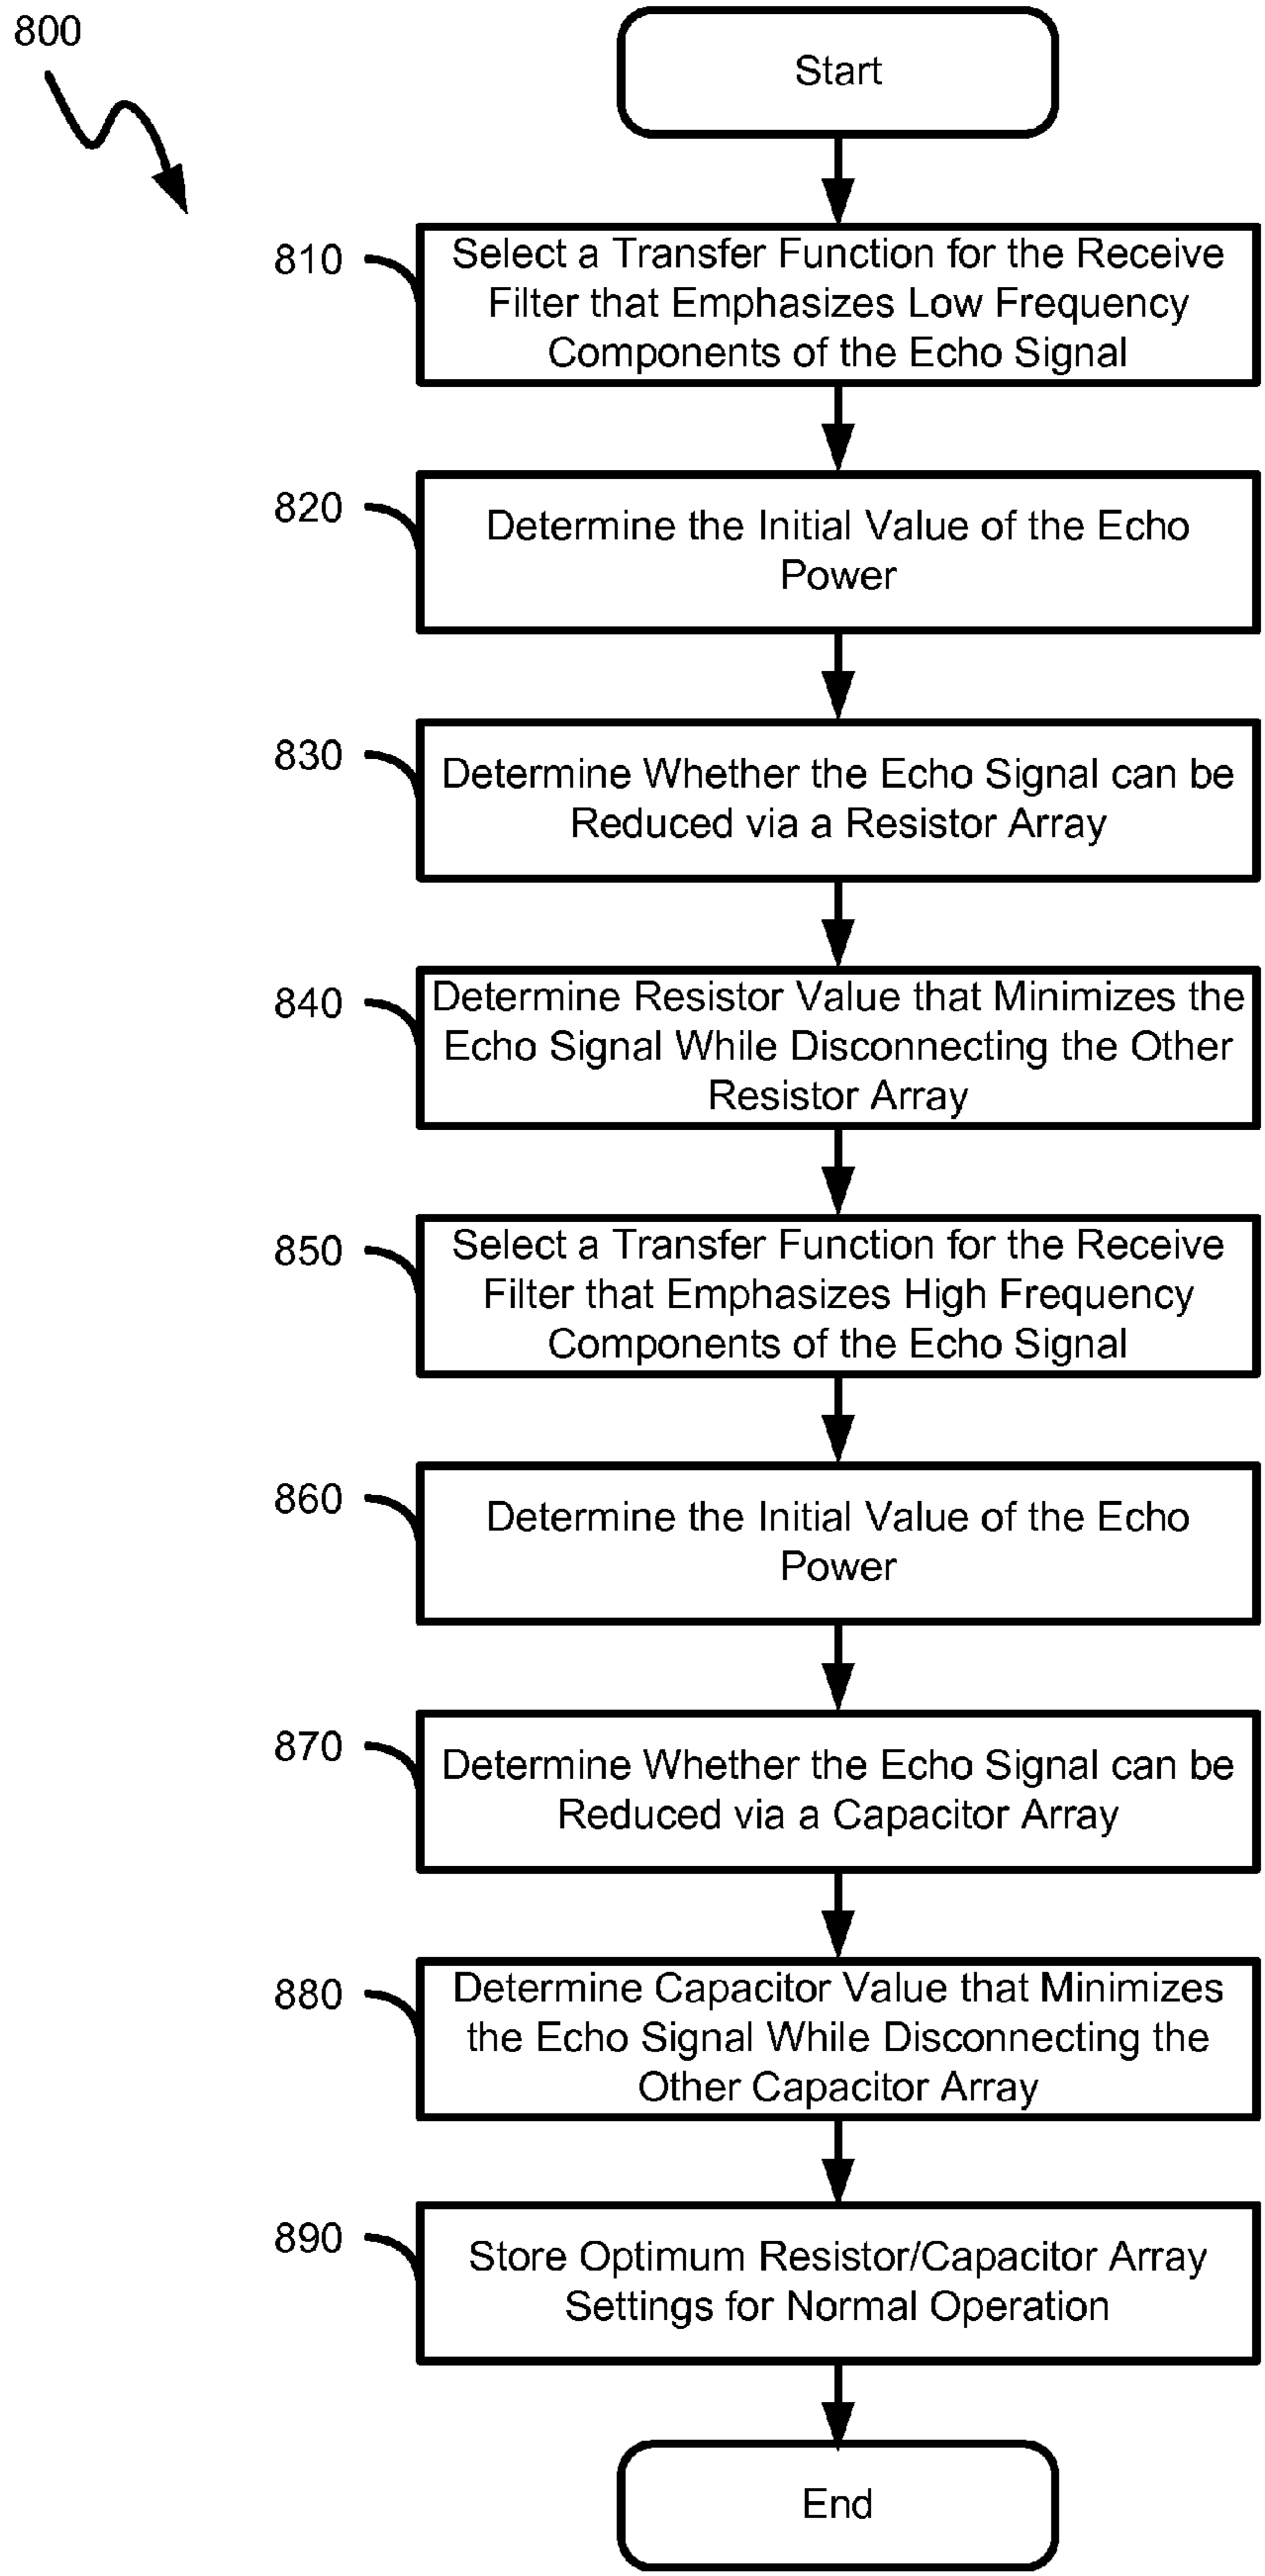 800
Start
810
Select a Transfer Function for the Receive
Filter that Emphasizes Low Frequency
Components of the Echo Signal
820
Determine the Initial Value of the Echo
Power
830
Determine Whether the Echo Signal can be
Reduced via a Resistor Array
840
Determine Resistor Value that Minimizes the
Echo Signal While Disconnecting the Other
Resistor Array
850
Select a Transfer Function for the Receive
Filter that Emphasizes High Frequency
Components of the Echo Signal
860
Determine the Initial Value of the Echo
Power
870
Determine Whether the Echo Signal can be
Reduced via a Capacitor Array
880
Determine Capacitor Value that Minimizes
the Echo Signal While Disconnecting the
Other Capacitor Array
890
Store Optimum Resistor/Capacitor Array
Settings for Normal Operation
End